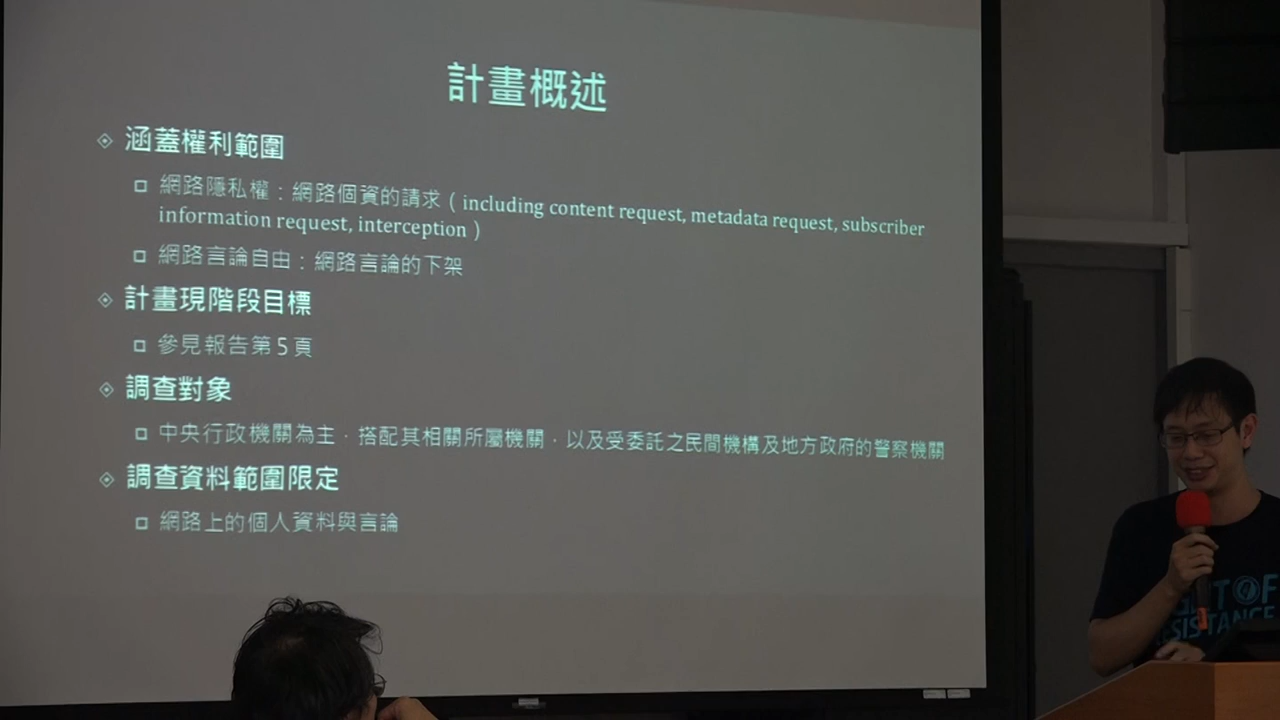 計畫概述
涵蓋權利範圍
網路隱私權：網路個資的請求（including content request, metadata request, subscriber
information request, interception）
網路言論自由：網路言論的下架
計畫現階段目標
參見報告第5頁
調查對象
中央行政機關為主，搭配其相關所屬機關，以及受委託之民間機構及地方政府的警察機關
調查資料範圍限定
網路上的個人資料與言論
T OF
SISTANCE